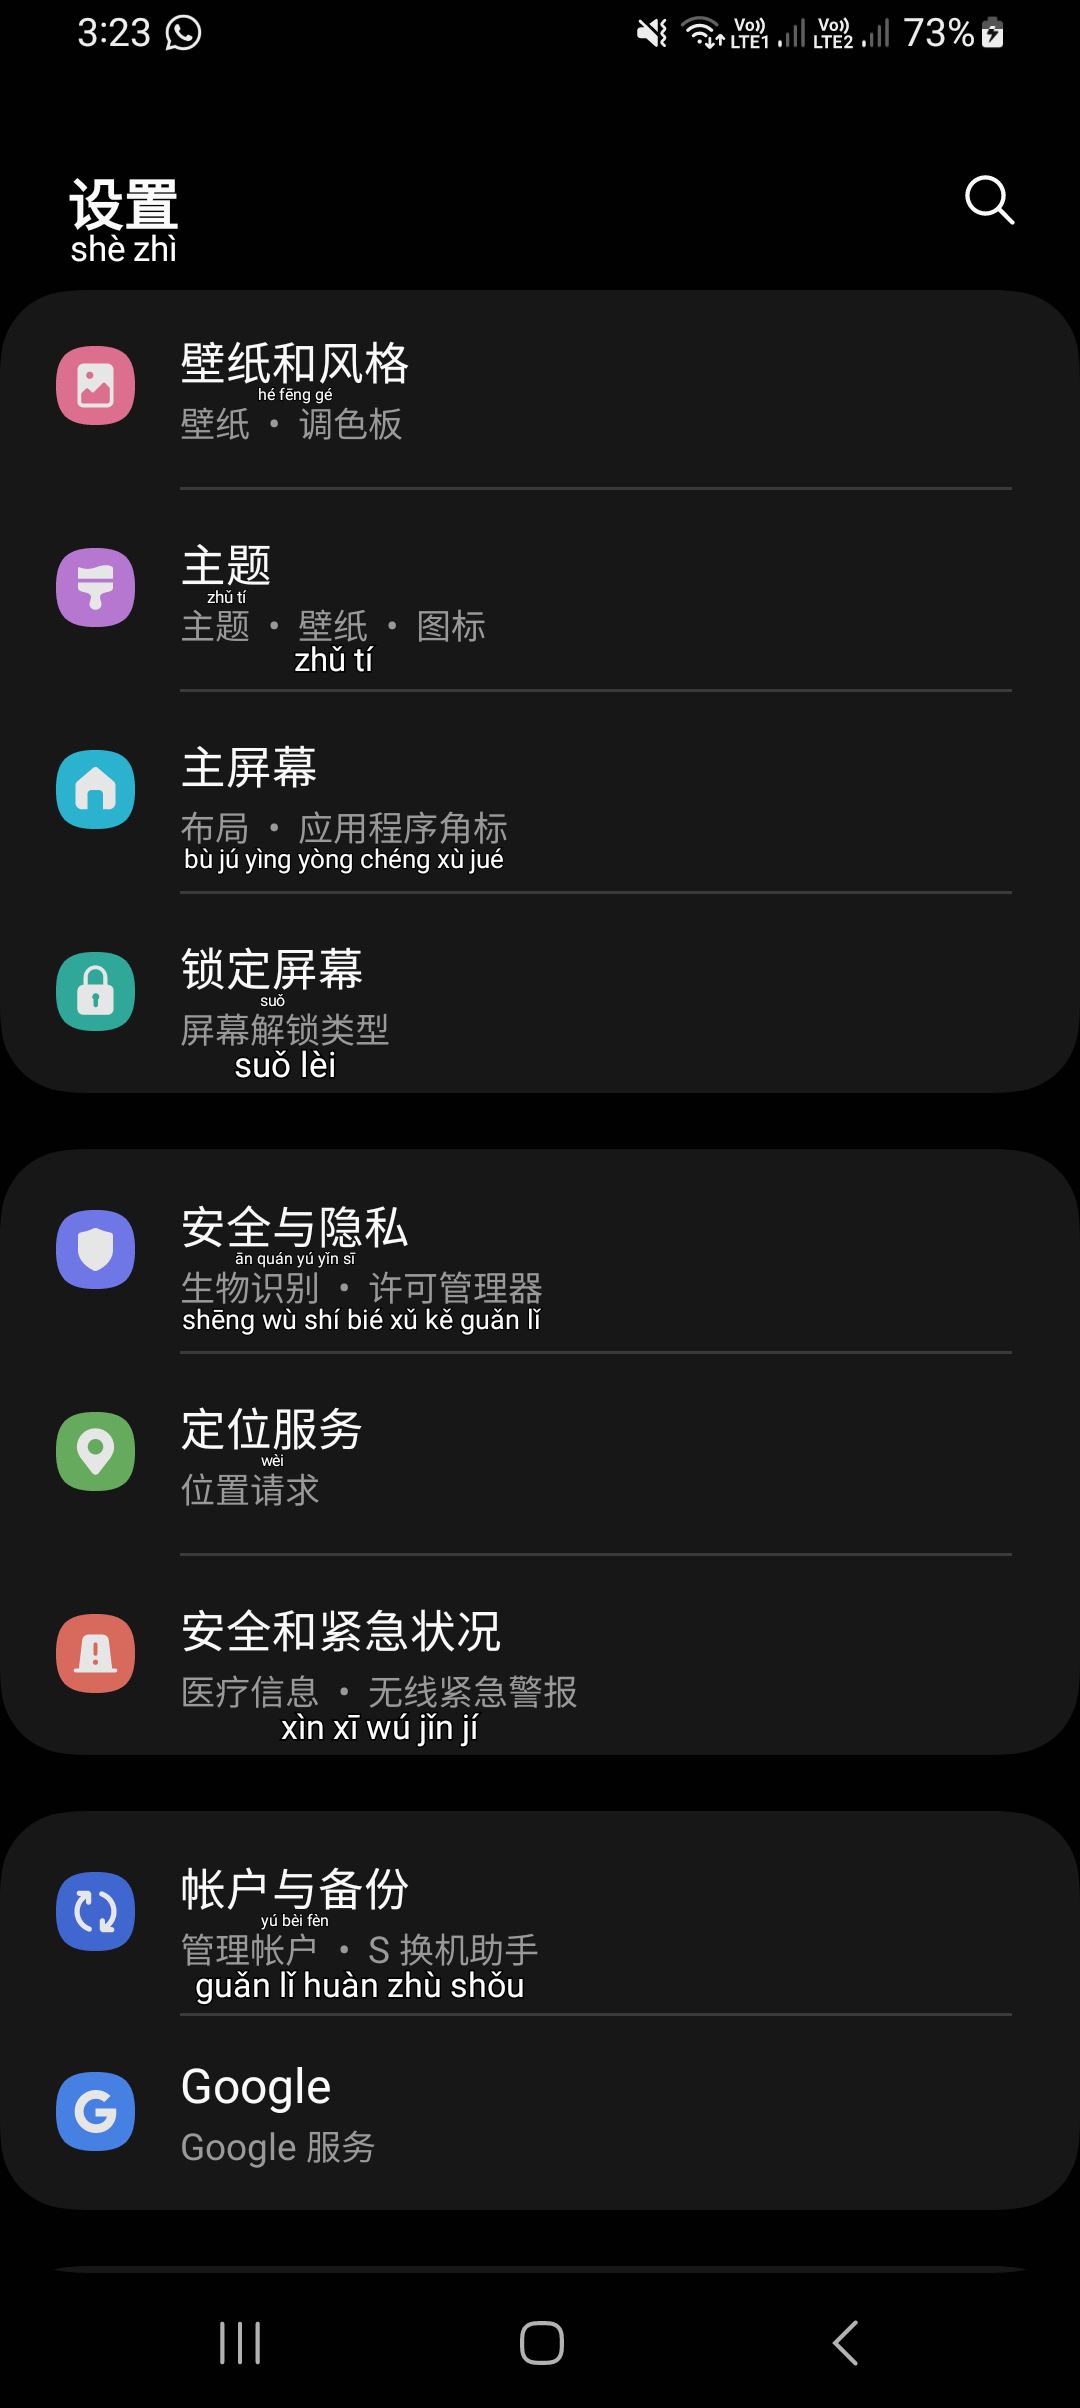 3:23 Vo)) LTE1 Vo)) LTE2 73%
设置
shè zhì
壁纸和风格
hé fēng gé
壁纸 • 调色板
主题
zhǔ tí
主题 • 壁纸 • 图标
zhǔ tí
主屏幕
布局 • 应用程序角标
bù jú yìng yòng chéng xù jué
锁定屏幕
suǒ
屏幕解锁类型
suǒ lèi
安全与隐私
ān quán yú yǐn sī
生物识别 • 许可管理器
shēng wù shí bié xǔ kě guǎn lǐ
定位服务
wèi
位置请求
安全和紧急状况
医疗信息 • 无线紧急警报
xìn xī wú jǐn jí
帐户与备份
yú bèi fèn
管理帐户 • S 换机助手
guǎn lǐ huàn zhù shǒu
Google
Google 服务